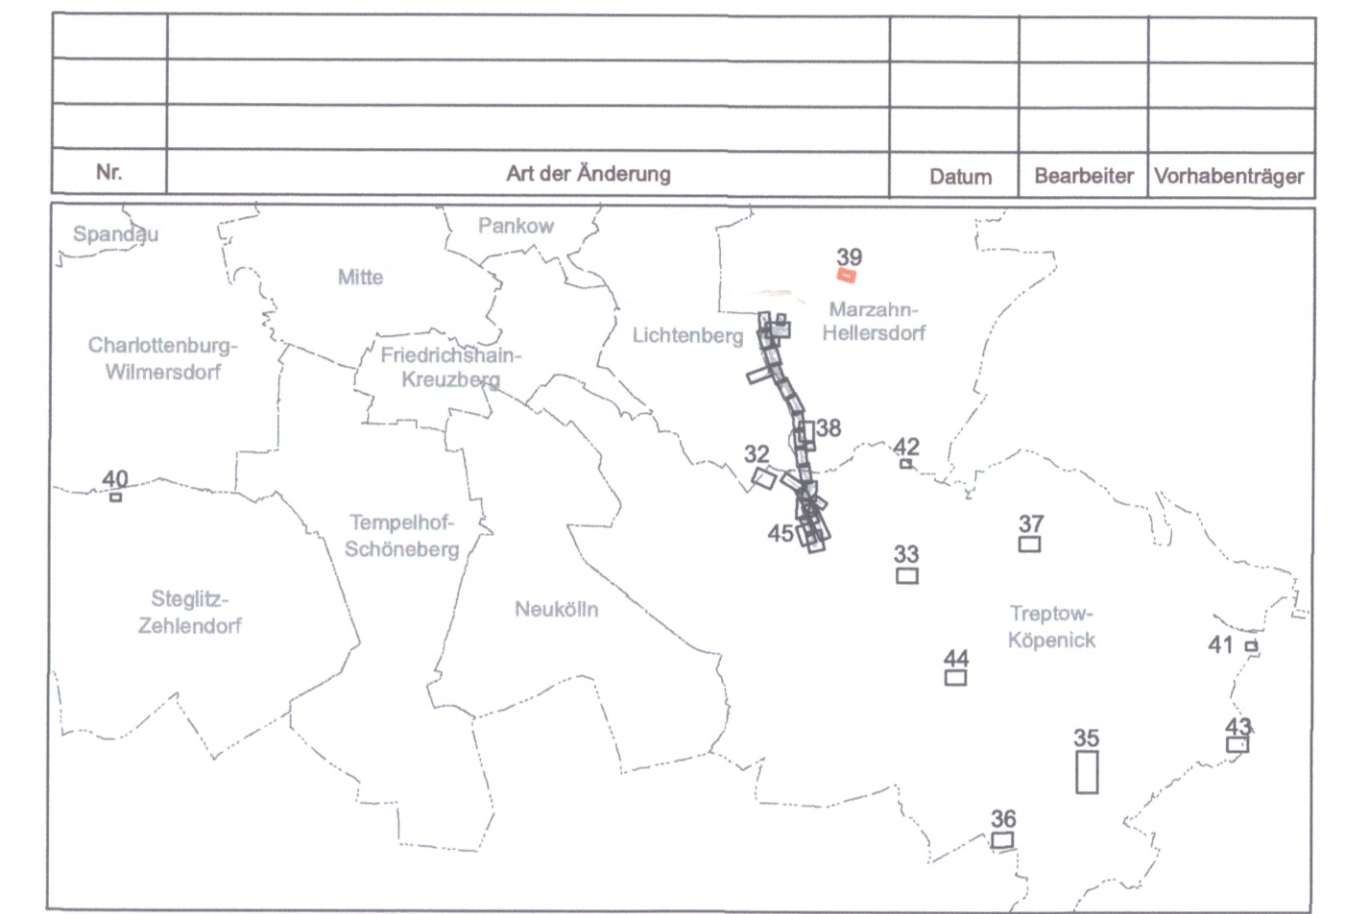 Nr. Art der Änderung Datum Bearbeiter Vorhabenträger
Spandau
Pankow
Mitte
39
Marzahn-
Hellersdorf
Lichtenberg
Charlottenburg-
Wilmersdorf
Friedrichshain-
Kreuzberg
38
42
32
40
45
37
33
Tempelhof-
Schöneberg
Steglitz-
Zehlendorf
Neukölln
Treptow-
Köpenick
41
44
43
35
36